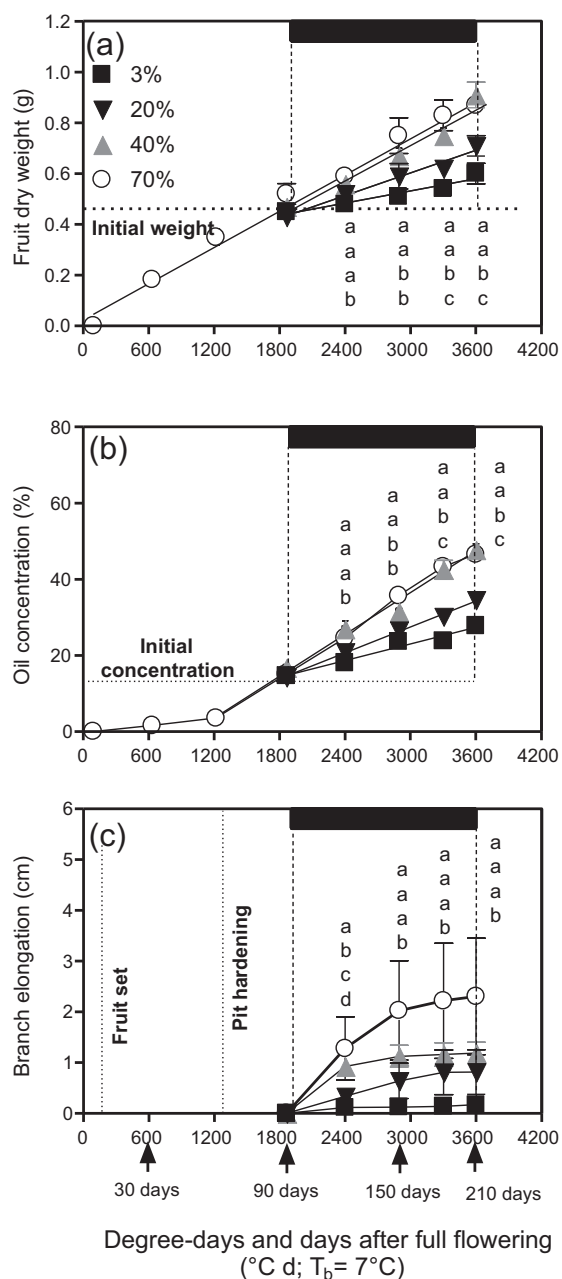 (a)
3%
20%
40%
70%
Initial weight
Fruit dry weight (g)
1.2
1.0
0.8
0.6
0.4
0.2
0.0
a a a a
a a a a
a b b b
b b c c
0 600 1200 1800 2400 3000 3600 4200
(b)
Oil concentration (%)
80
60
40
20
0
Initial
concentration
a a a a
a a a a
a b b b
b b c c
0 600 1200 1800 2400 3000 3600 4200
(c)
Branch elongation (cm)
6
5
4
3
2
1
0
Fruit set
Pit hardening
a a a a
b a a a
c a a a
d b b b
0 600 1200 1800 2400 3000 3600 4200
30 days 90 days 150 days 210 days
Degree-days and days after full flowering
(°C d; Tb= 7°C)